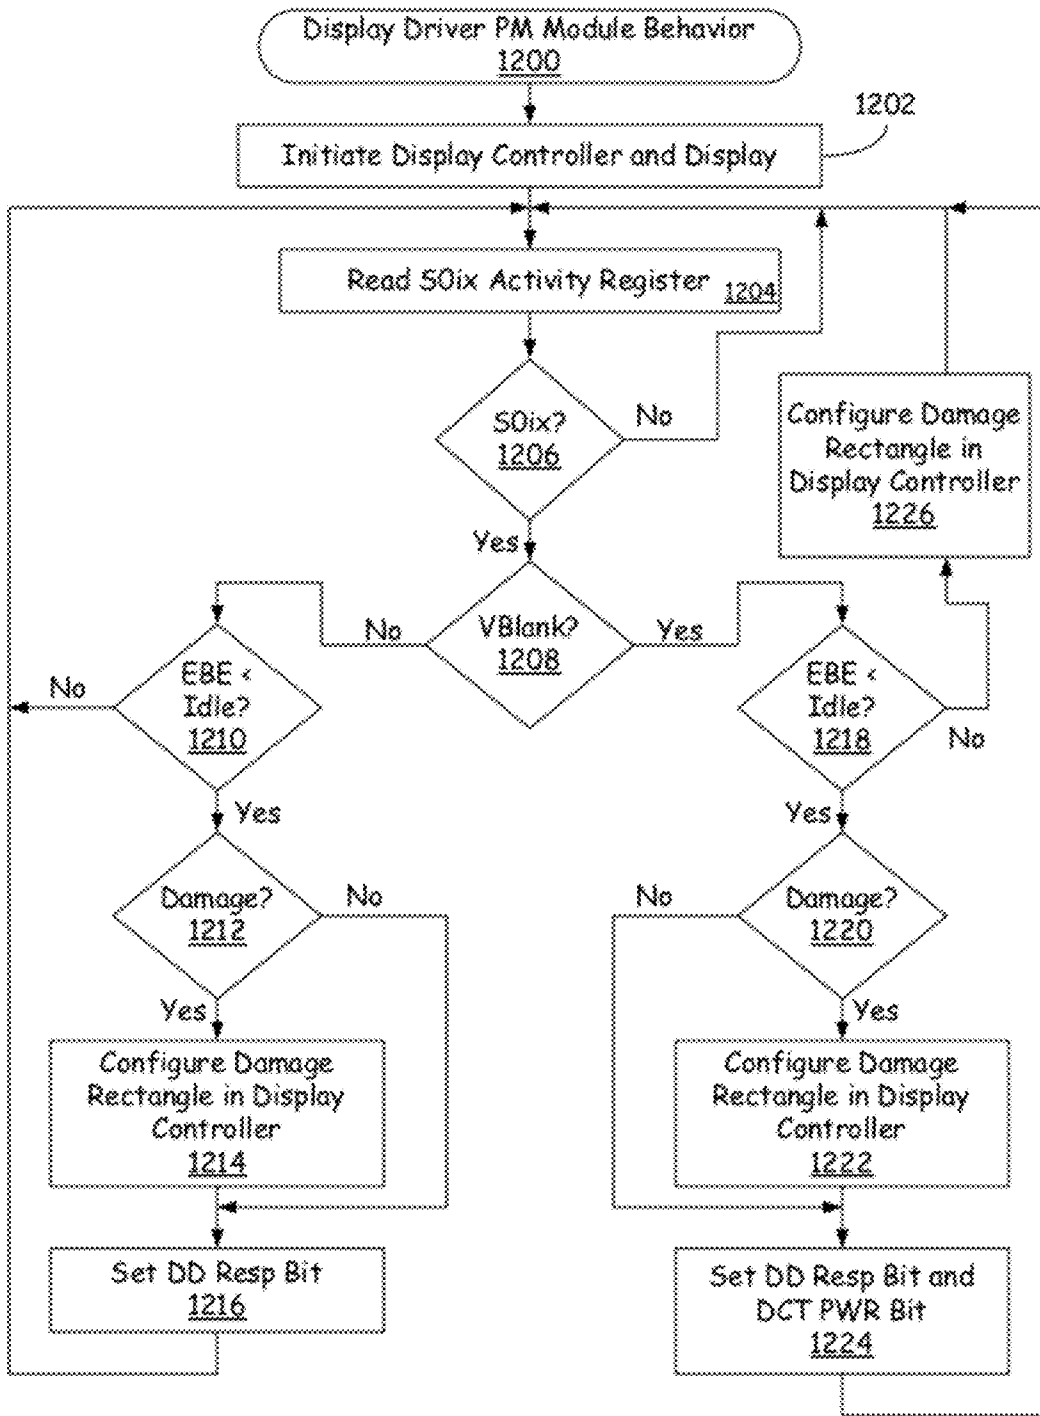 Display Driver PM Module Behavior
1200
1202
Initiate Display Controller and Display
Read S0ix Activity Register 1204
S0ix?
1206
No
Yes
Configure Damage
Rectangle in
Display Controller
1226
VBlank?
1208
No
Yes
EBE <
Idle?
1210
No
Yes
EBE <
Idle?
1218
No
Yes
Damage?
1212
No
Yes
Damage?
1220
No
Yes
Configure Damage
Rectangle in Display
Controller
1214
Configure Damage
Rectangle in Display
Controller
1222
Set DD Resp Bit
1216
Set DD Resp Bit and
DCT PWR Bit
1224